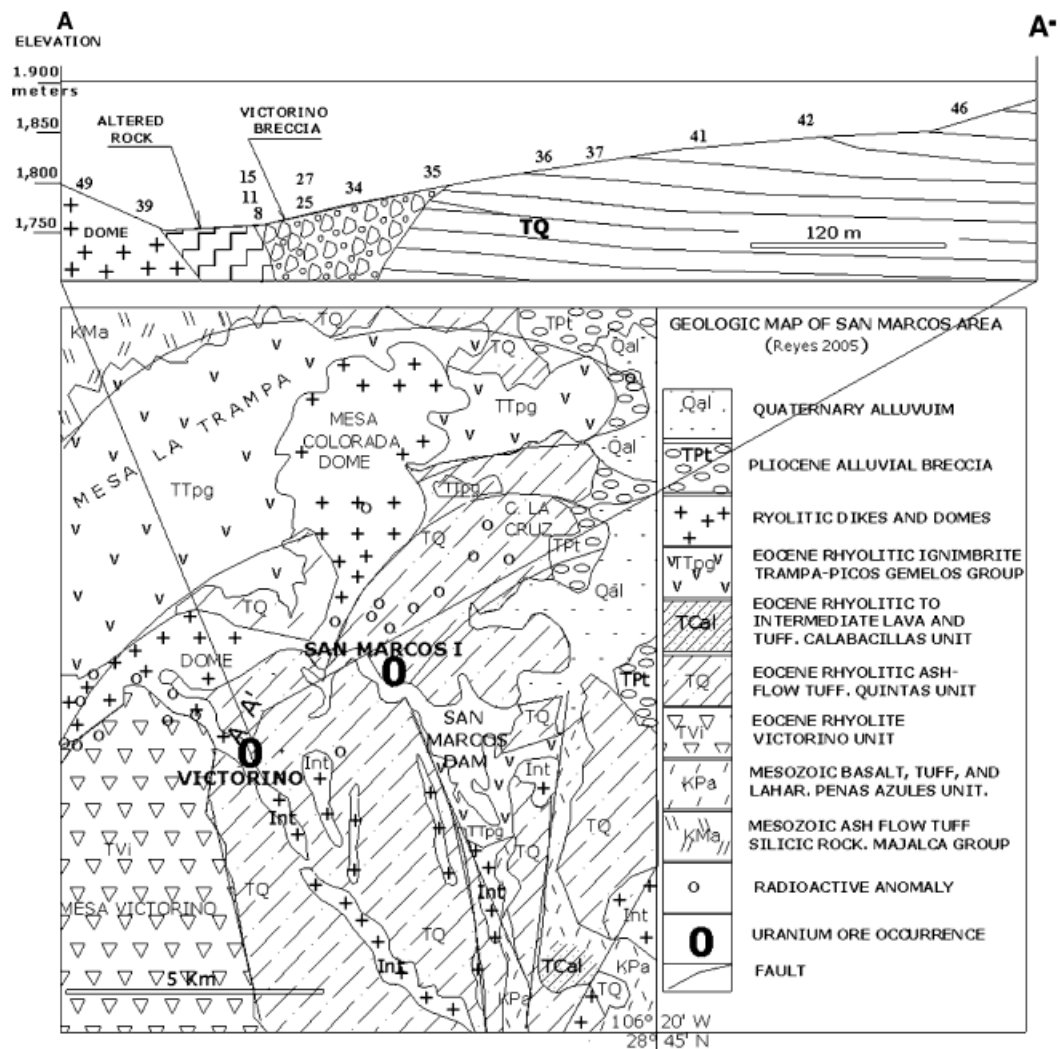 A
A-
ELEVATION
1.900
meters
1,850
1,800
1,750
ALTERED
ROCK
VICTORINO
BRECCIA
49
39
15
11
8
27
25
34
35
36
37
41
42
46
DOME
TQ
120 m
KMa
TQ
TPt
TQ
Qal
MESA LA TRAMPA
TTpg
MESA
COLORADA
DOME
TTpg
Qal
TTpg
C. LA
CRUZ
TQ
TPt
TQ
Qal
DOME
SAN MARCOS I
0
TPt
A A'
0
VICTORINO
SAN
MARCOS
DAM
TQ
Int
Int
Int
TTpg
TQ
TQ
TVi
TQ
MESA VICTORINO
Int
Int
TQ
Int
TCal
KPa
TQ
KPa
5 Km
106° 20' W
28° 45' N
GEOLOGIC MAP OF SAN MARCOS AREA
(Reyes 2005)
Qal
QUATERNARY ALLUVUIM
TPt
PLIOCENE ALLUVIAL BRECCIA
RYOLITIC DIKES AND DOMES
TTpg
EOCENE RHYOLITIC IGNIMBRITE
TRAMPA-PICOS GEMELOS GROUP
TCal
EOCENE RHYOLITIC TO
INTERMEDIATE LAVA AND
TUFF. CALABACILLAS UNIT
TQ
EOCENE RHYOLITIC ASH-
FLOW TUFF. QUINTAS UNIT
TVi
EOCENE RHYOLITE
VICTORINO UNIT
KPa
MESOZOIC BASALT, TUFF, AND
LAHAR. PENAS AZULES UNIT.
KMa
MESOZOIC ASH FLOW TUFF
SILICIC ROCK. MAJALCA GROUP
RADIOACTIVE ANOMALY
0
URANIUM ORE OCCURRENCE
FAULT